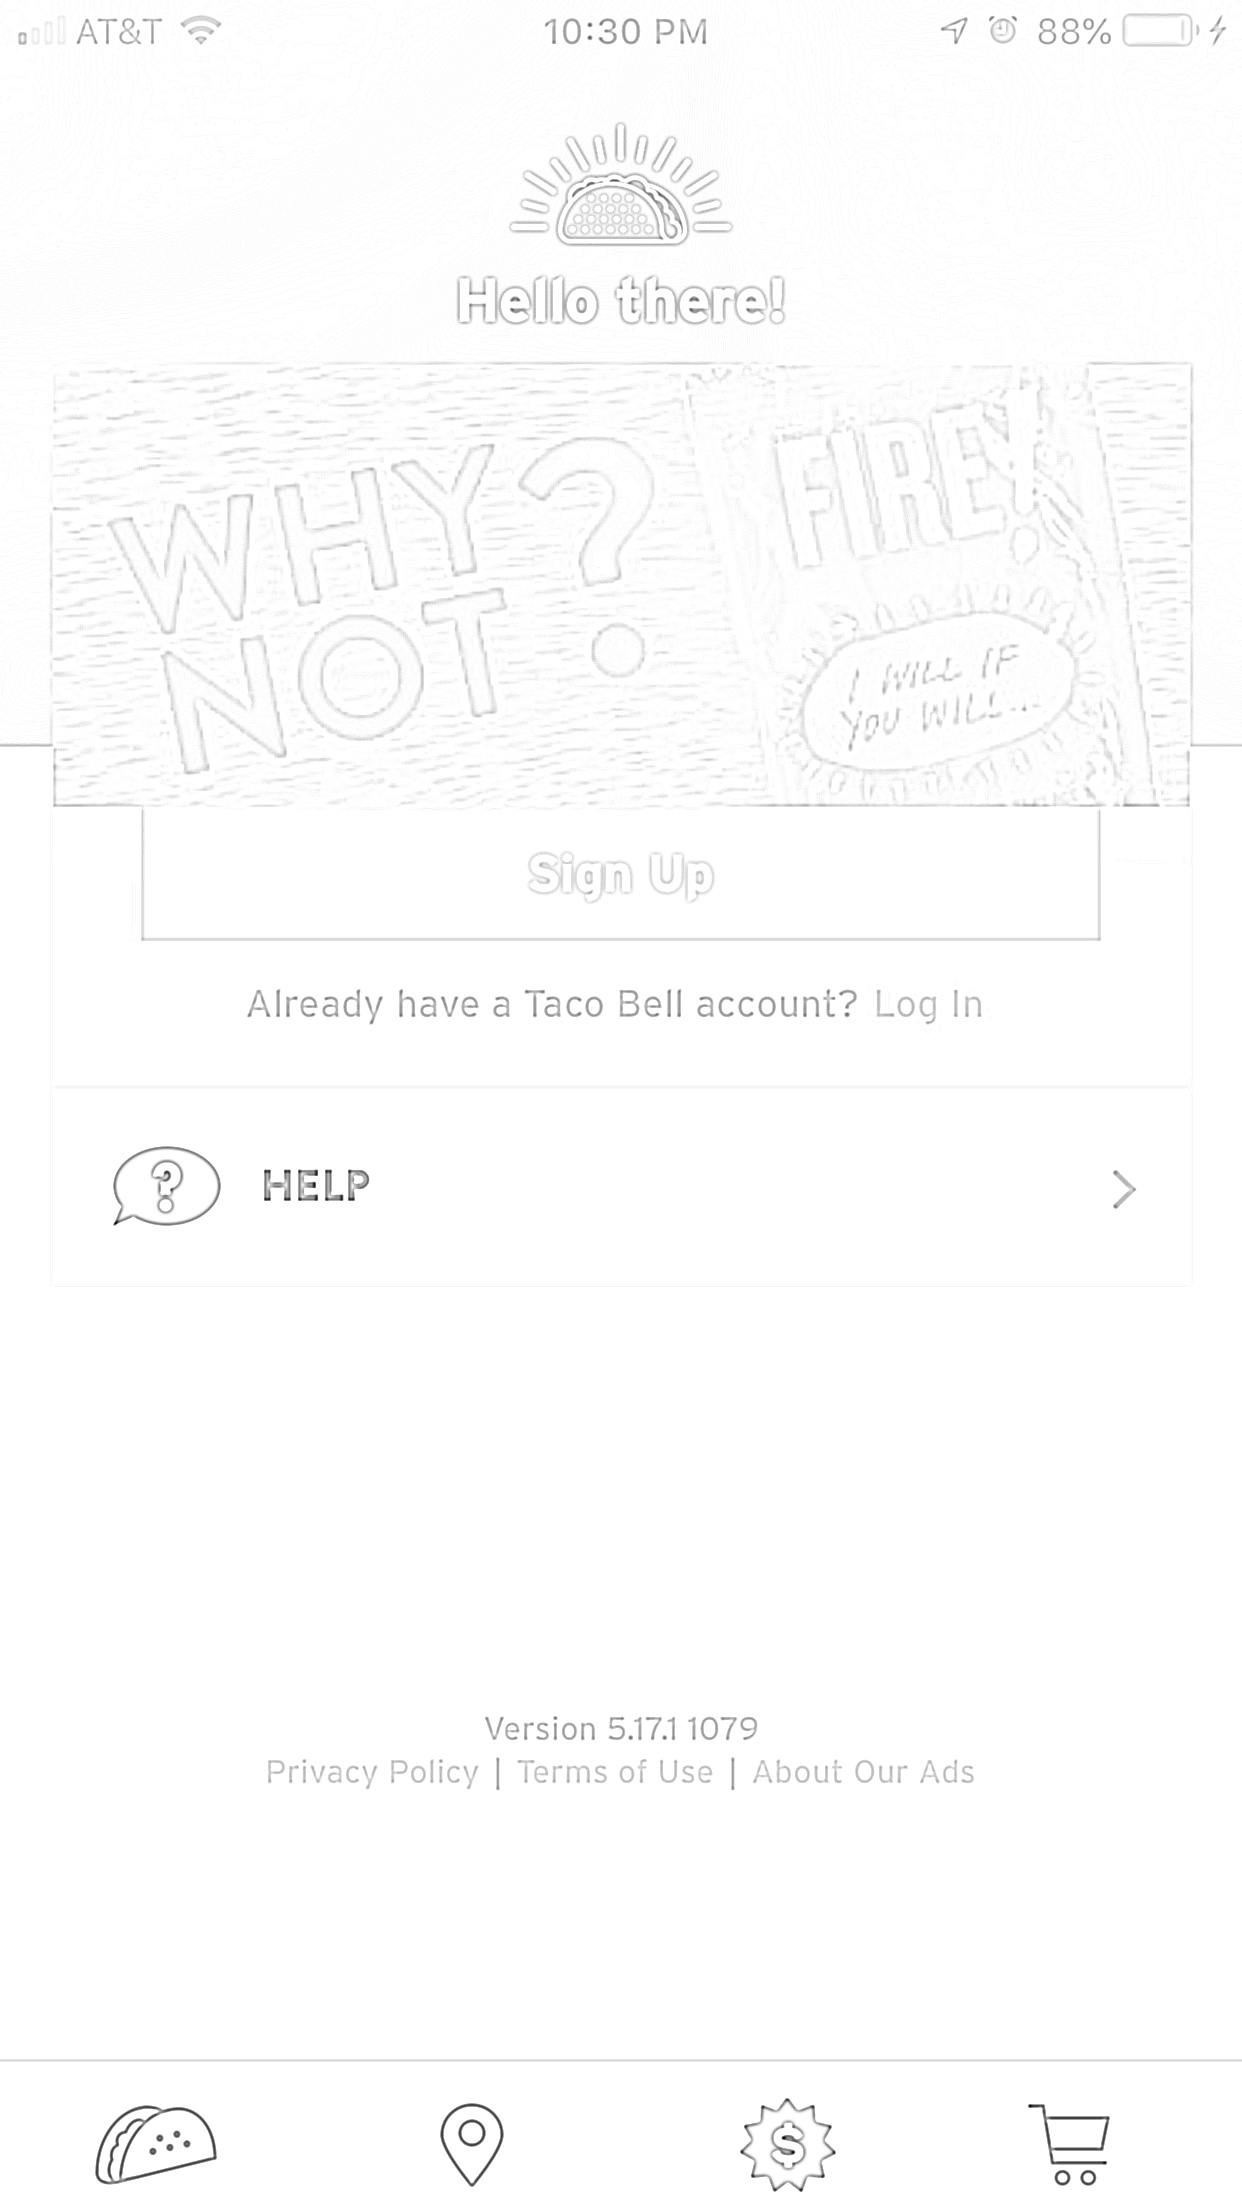 AT&T 10:30 PM 88%
Hello there!
WHY
NOT?
FIRE!
I WILL IF
YOU WILL...
Sign Up
Already have a Taco Bell account? Log In
HELP
Version 5.17.1 1079
Privacy Policy | Terms of Use | About Our Ads